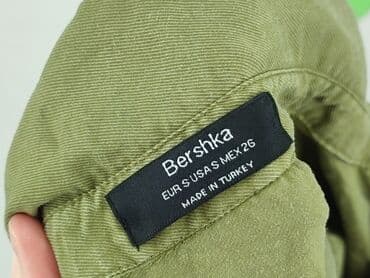 Bershka
EUR S USA S MEX 26
MADE IN TURKEY